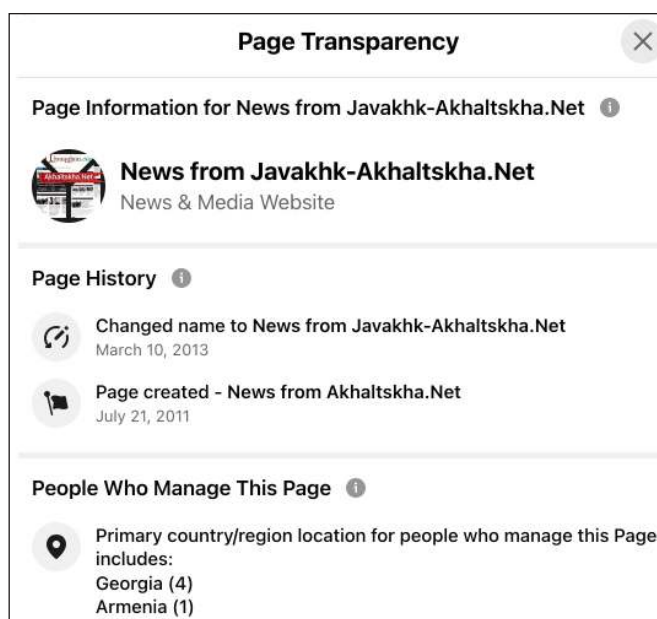 Page Transparency
Page Information for News from Javakhk-Akhaltskha.Net
Akhaltskha.Net
News from Javakhk-Akhaltskha.Net
News & Media Website
Page History
Changed name to News from Javakhk-Akhaltskha.Net
March 10, 2013
Page created - News from Akhaltskha.Net
July 21, 2011
People Who Manage This Page
Primary country/region location for people who manage this Page
includes:
Georgia (4)
Armenia (1)